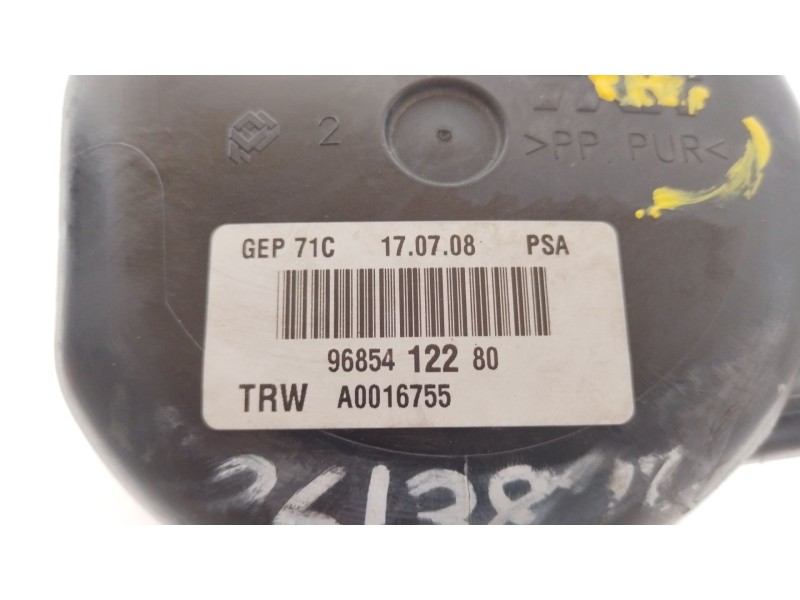 2
>PP, PUR<
GEP 71C 17.07.08 PSA
96854 122 80
TRW A0016755